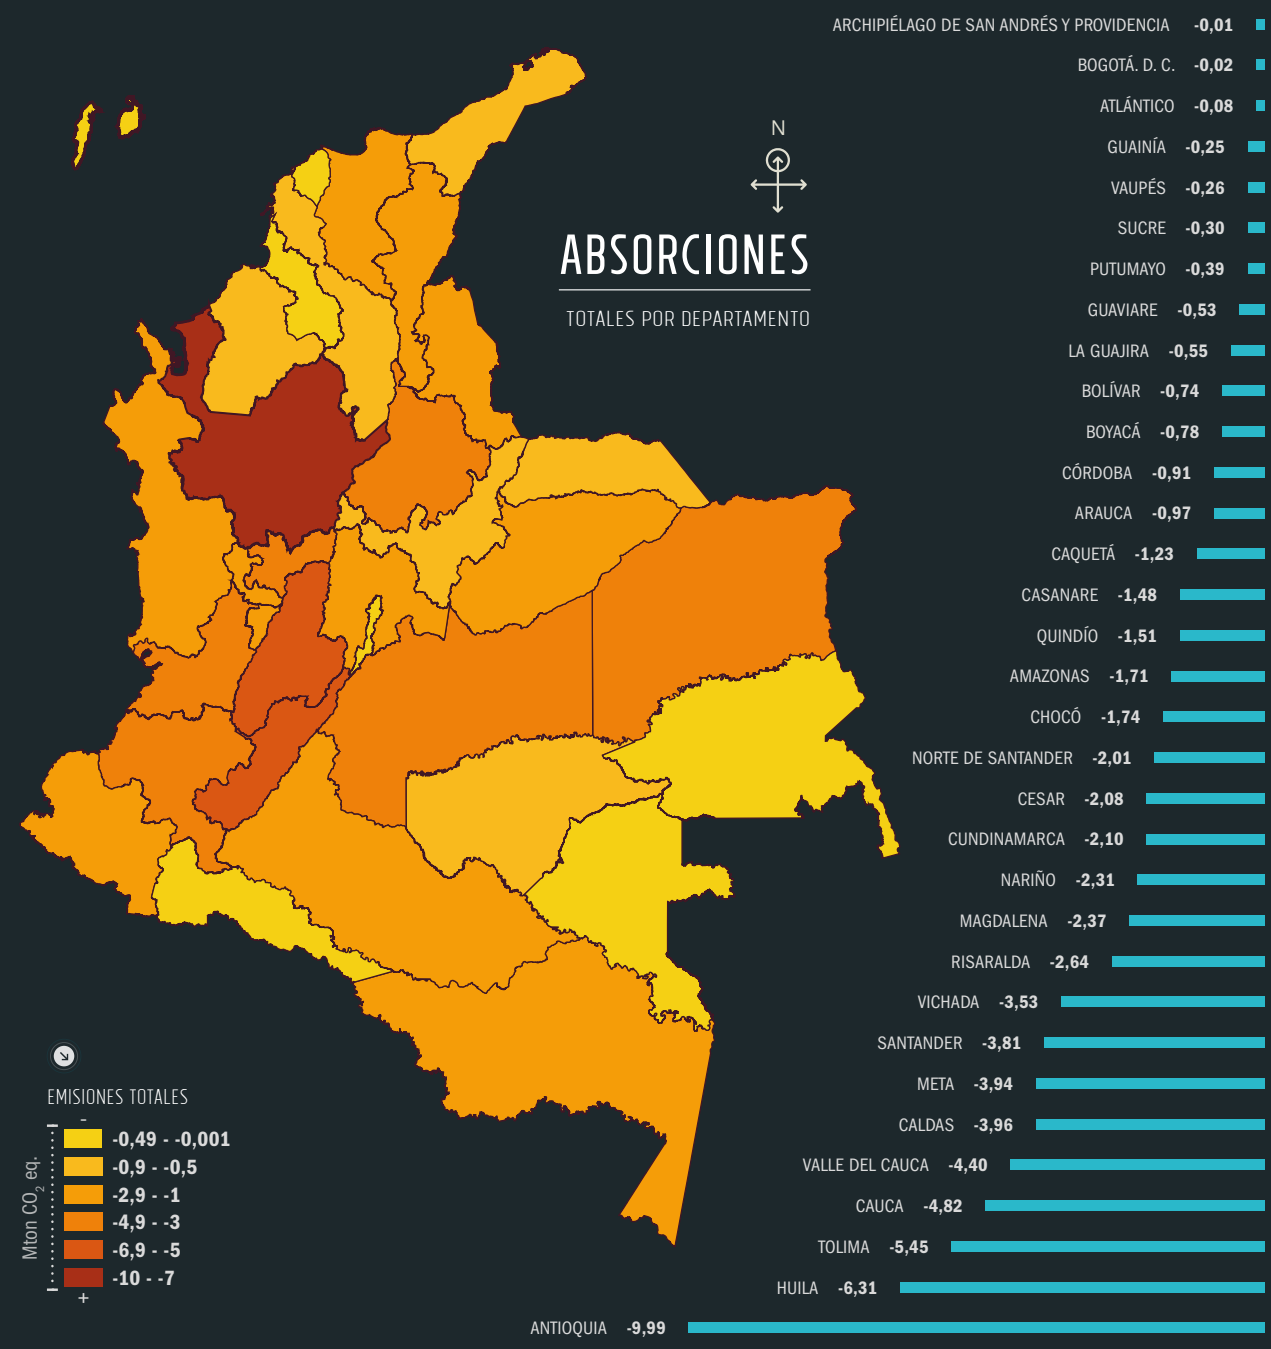 ARCHIPIÉLAGO DE SAN ANDRÉS Y PROVIDENCIA -0,01
BOGOTÁ. D. C. -0,02
ATLÁNTICO -0,08
GUAINÍA -0,25
VAUPÉS -0,26
SUCRE -0,30
PUTUMAYO -0,39
GUAVIARE -0,53
LA GUAJIRA -0,55
BOLÍVAR -0,74
BOYACÁ -0,78
CÓRDOBA -0,91
ARAUCA -0,97
CAQUETÁ -1,23
CASANARE -1,48
QUINDÍO -1,51
AMAZONAS -1,71
CHOCÓ -1,74
NORTE DE SANTANDER -2,01
CESAR -2,08
CUNDINAMARCA -2,10
NARIÑO -2,31
MAGDALENA -2,37
RISARALDA -2,64
VICHADA -3,53
SANTANDER -3,81
META -3,94
CALDAS -3,96
VALLE DEL CAUCA -4,40
CAUCA -4,82
TOLIMA -5,45
HUILA -6,31
ANTIOQUIA -9,99
N
ABSORCIONES
TOTALES POR DEPARTAMENTO
EMISIONES TOTALES
-
-0,49 - -0,001
-0,9 - -0,5
-2,9 - -1
-4,9 - -3
-6,9 - -5
-10 - -7
+
Mton CO2 eq.